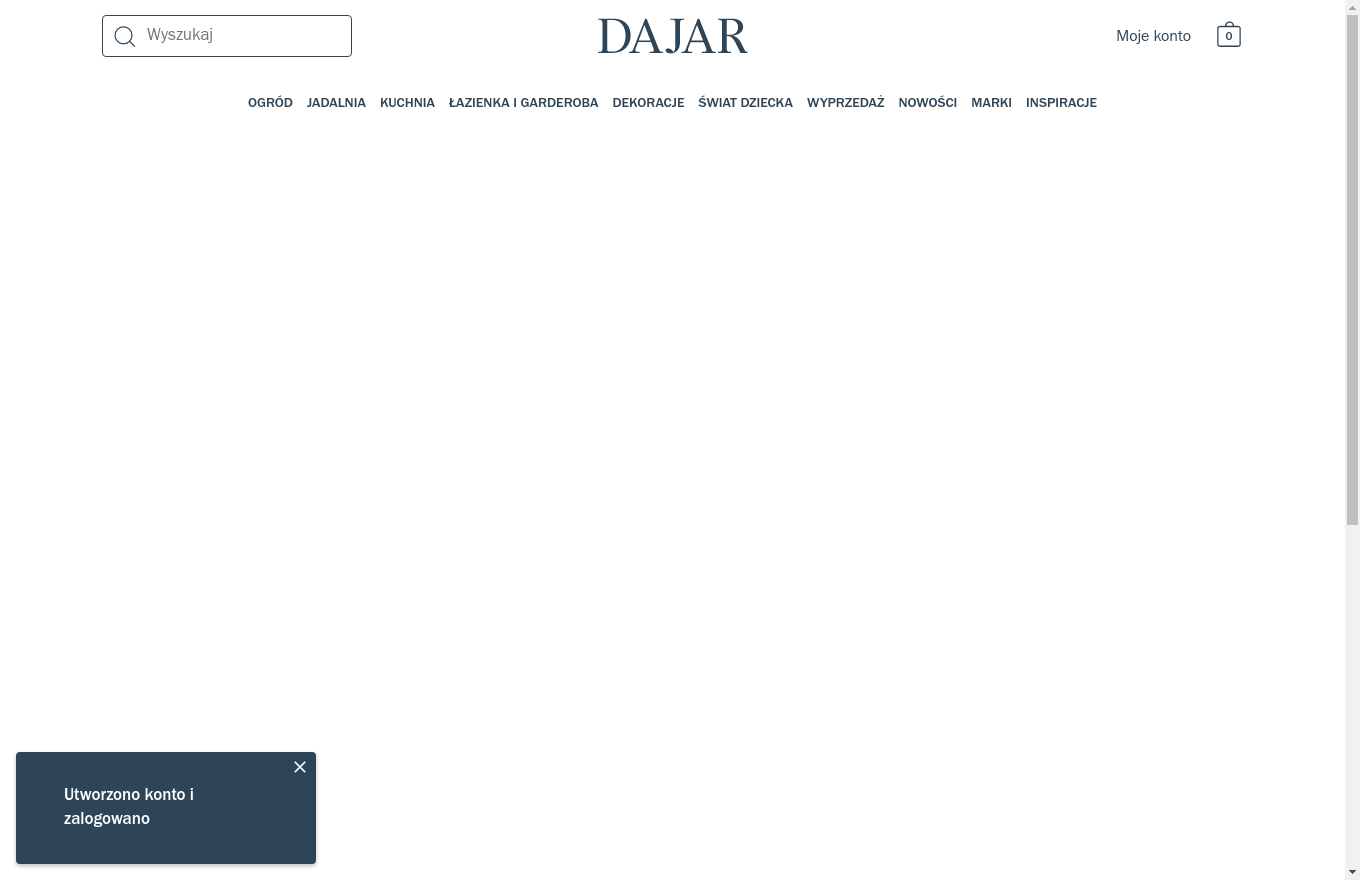 Wyszukaj
DAJAR
Moje konto
0
OGRÓD JADALNIA KUCHNIA ŁAZIENKA I GARDEROBA DEKORACJE ŚWIAT DZIECKA WYPRZEDAŻ NOWOŚCI MARKI INSPIRACJE
Utworzono konto i
zalogowano